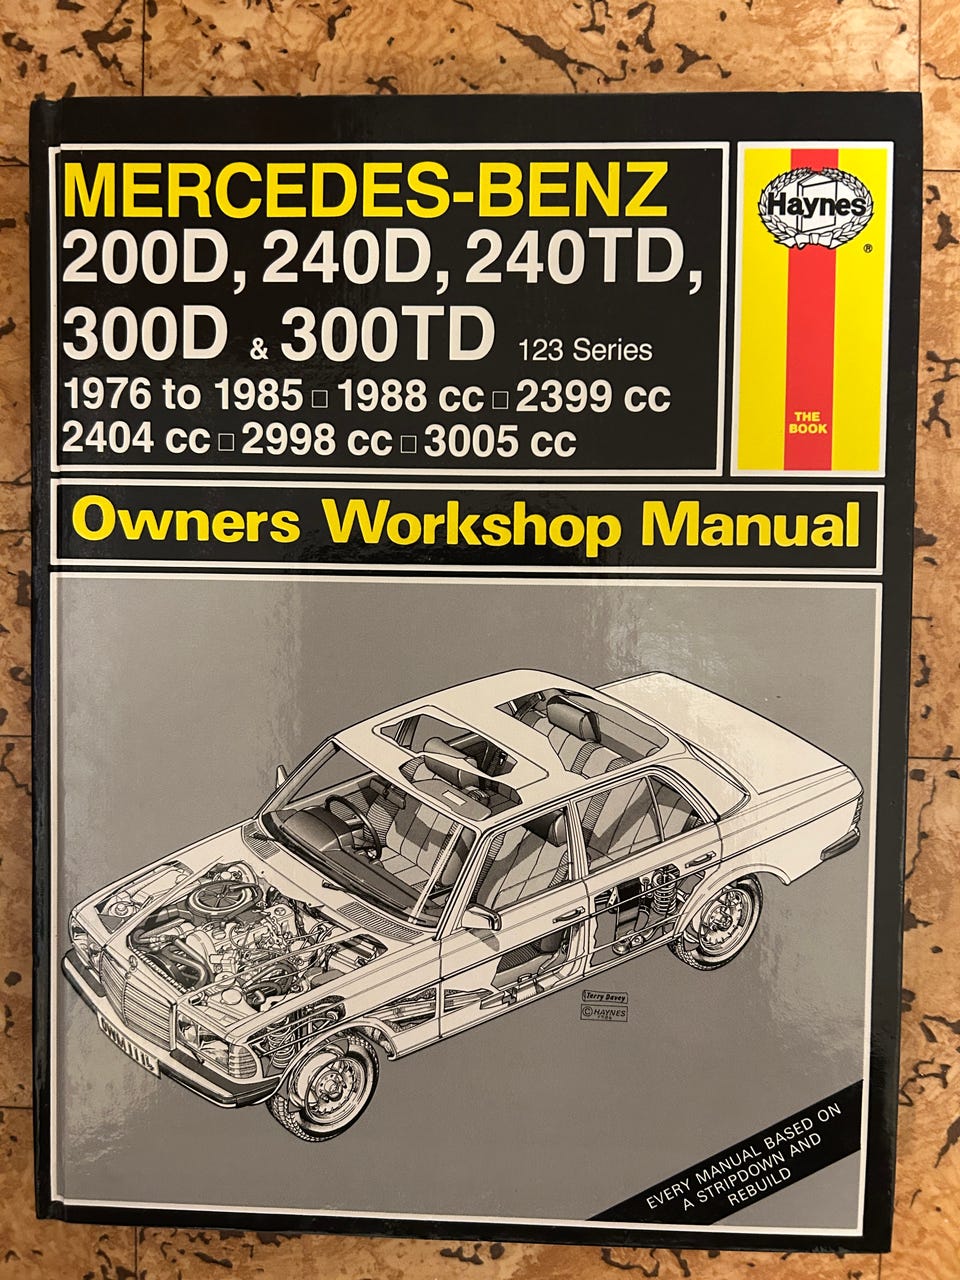 MERCEDES-BENZ
200D, 240D, 240TD,
300D & 300TD 123 Series
1976 to 1985 □ 1988 cc □ 2399 cc
2404 cc □ 2998 cc □ 3005 cc
Haynes
®
THE
BOOK
Owners Workshop Manual
Terry Davey
© HAYNES
1986
EVERY MANUAL BASED ON
A STRIPDOWN AND
REBUILD